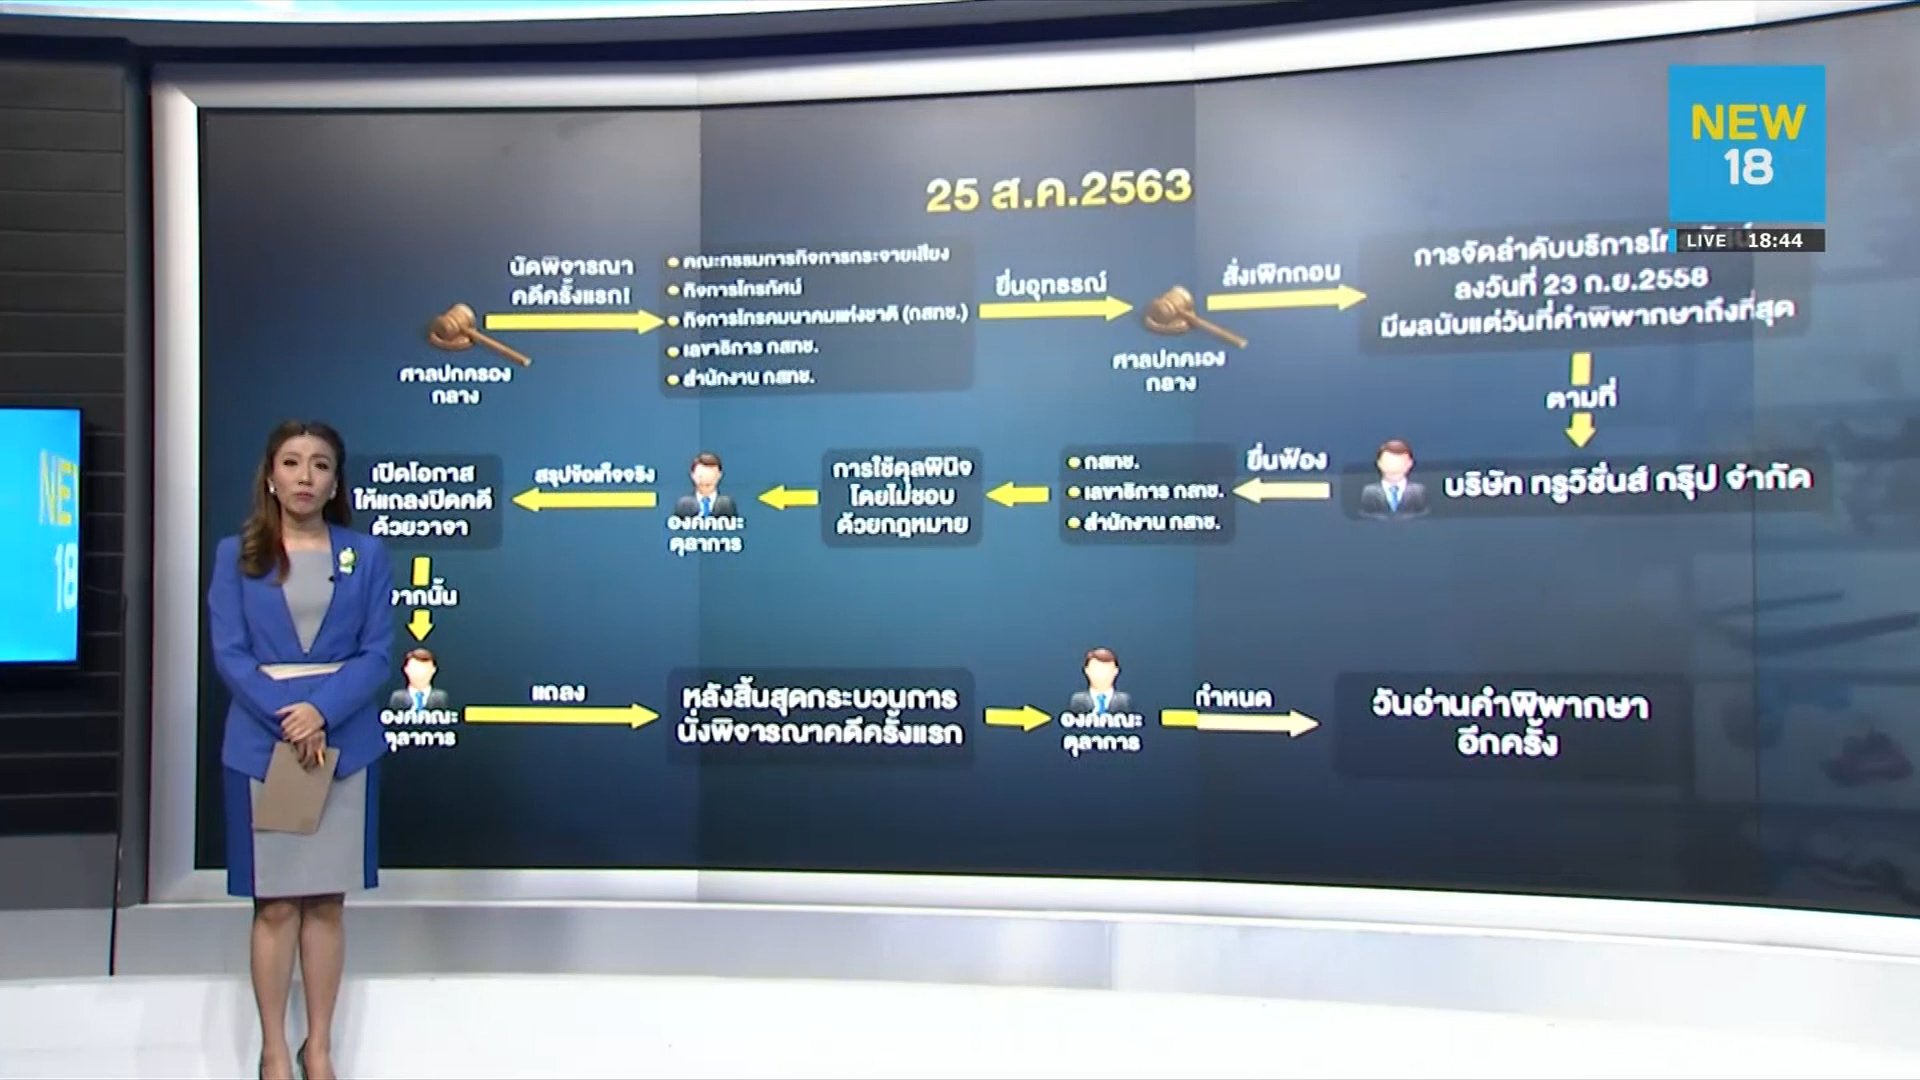 NEW
18
LIVE 18:44
25 ส.ค.2563
นัดพิจารณา
คดีครั้งแรก!
ศาลปกครอง
กลาง
คณะกรรมการกิจการกระจายเสียง
กิจการโทรทัศน์
กิจการโทรคมนาคมแห่งชาติ (กสทช.)
เลขาธิการ กสทช.
สำนักงาน กสทช.
ยื่นอุทธรณ์
ศาลปกครอง
กลาง
สั่งเพิกถอน
การจัดลำดับบริการ
ลงวันที่ 23 ก.ย.2558
มีผลนับแต่วันที่คำพิพากษาถึงที่สุด
ตามที่
บริษัท ทรูวิชั่นส์ กรุ๊ป จำกัด
ยื่นฟ้อง
กสทช.
เลขาธิการ กสทช.
สำนักงาน กสทช.
การใช้ดุลพินิจ
โดยไม่ชอบ
ด้วยกฎหมาย
องค์คณะ
ตุลาการ
สรุปข้อเท็จจริง
เปิดโอกาส
ให้แถลงปิดคดี
ด้วยวาจา
จากนั้น
องค์คณะ
ตุลาการ
แถลง
หลังสิ้นสุดกระบวนการ
นั่งพิจารณาคดีครั้งแรก
องค์คณะ
ตุลาการ
กำหนด
วันอ่านคำพิพากษา
อีกครั้ง
NE
18